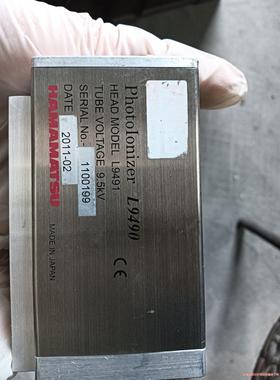 PhotoIonizer L9490
HEAD MODEL L9491
TUBE VOLTAGE 9.5kV
SERIAL No. 1100199
DATE 2011-02
HAMAMATSU MADE IN JAPAN
CE